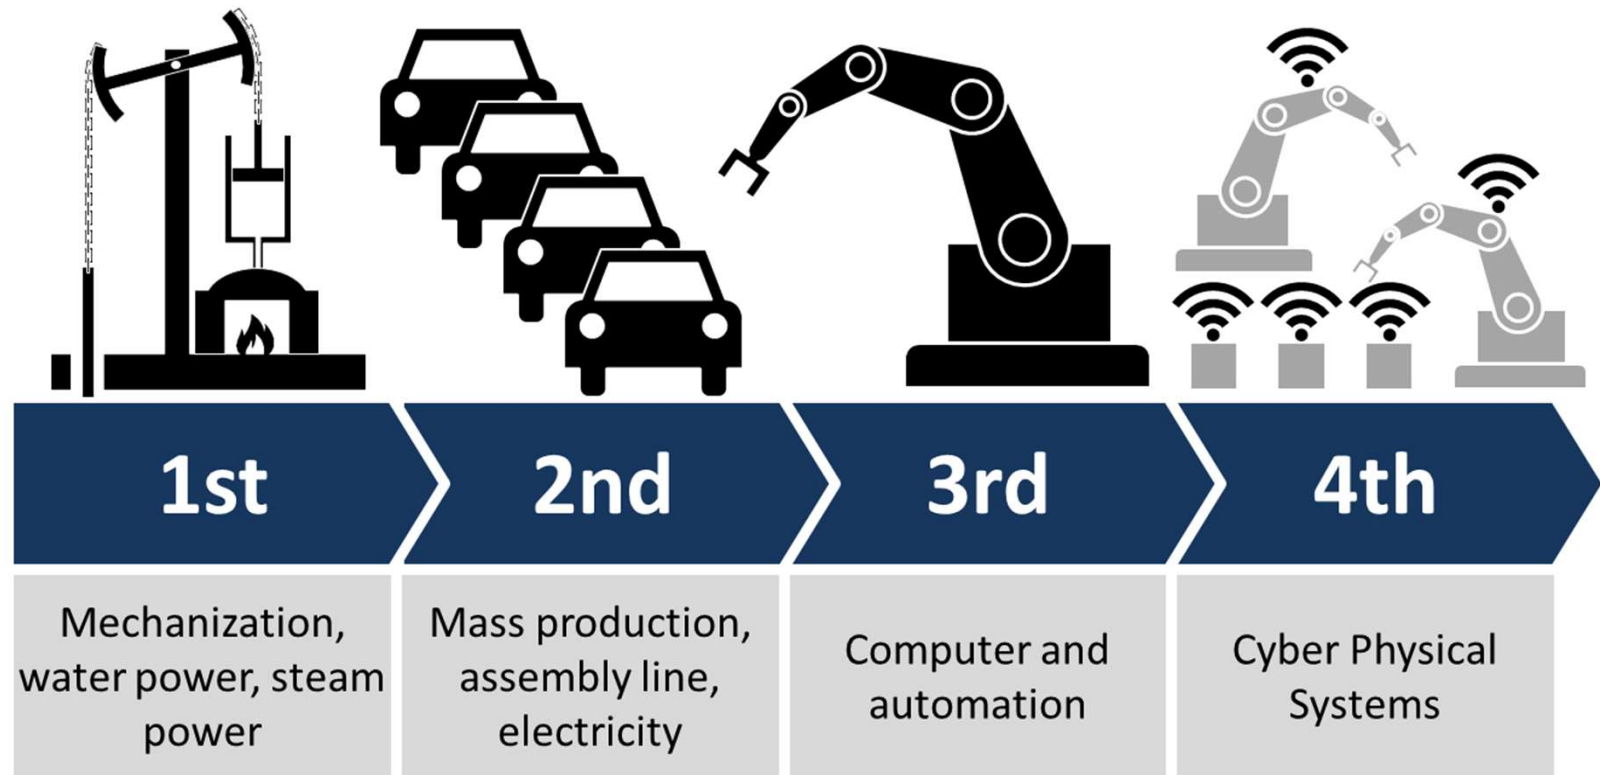 1st
2nd
3rd
4th
Mechanization,
water power, steam
power
Mass production,
assembly line,
electricity
Computer and
automation
Cyber Physical
Systems